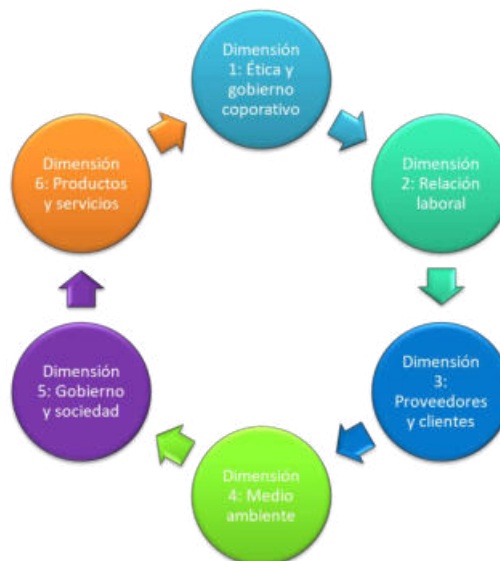 Dimensión
1: Ética y
gobierno
coporativo
Dimensión
2: Relación
laboral
Dimensión
3:
Proveedores
y clientes
Dimensión
4: Medio
ambiente
Dimensión
5: Gobierno
y sociedad
Dimensión
6: Productos
y servicios